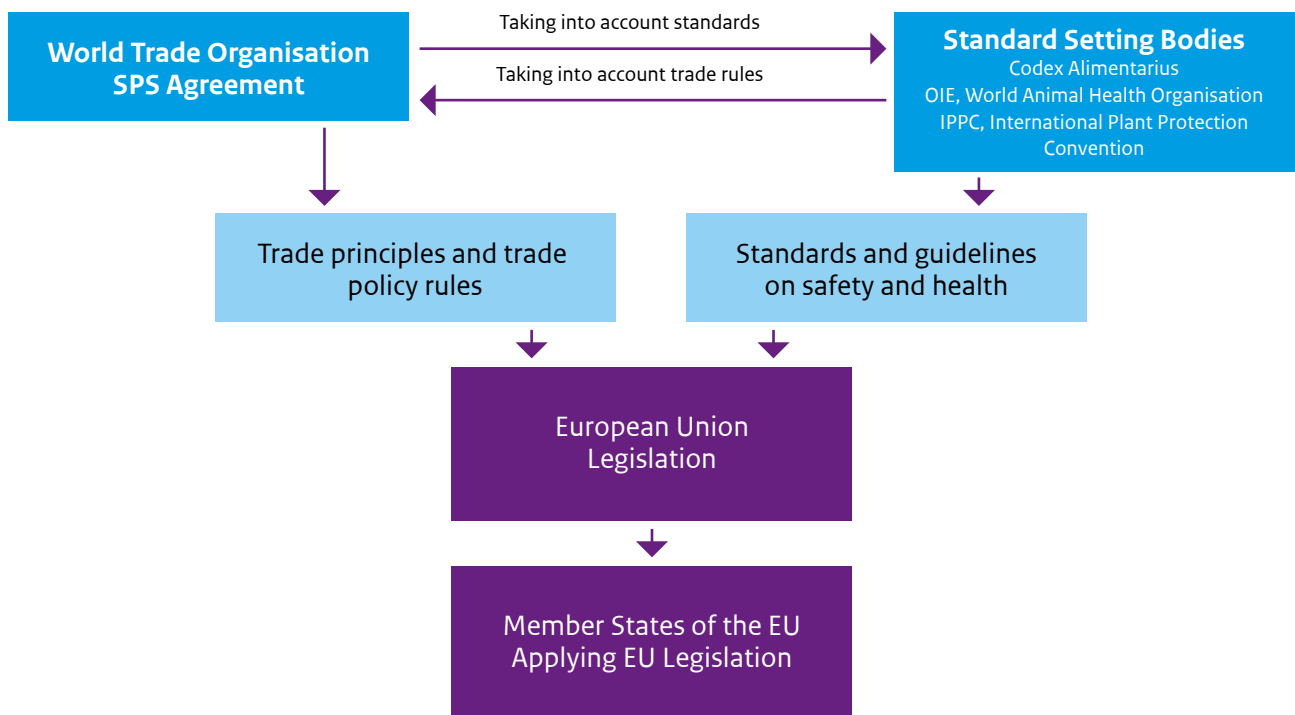 World Trade Organisation
SPS Agreement
Taking into account standards
Taking into account trade rules
Standard Setting Bodies
Codex Alimentarius
OIE, World Animal Health Organisation
IPPC, International Plant Protection
Convention
Trade principles and trade
policy rules
Standards and guidelines
on safety and health
European Union
Legislation
Member States of the EU
Applying EU Legislation